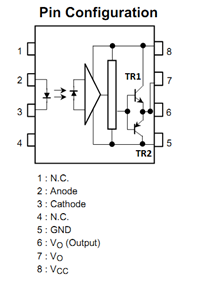 Pin Configuration
1
8
2
TR1
7
3
6
4
5
TR2
1 : N.C.
2 : Anode
3 : Cathode
4 : N.C.
5 : GND
6 : VO (Output)
7 : VO
8 : VCC